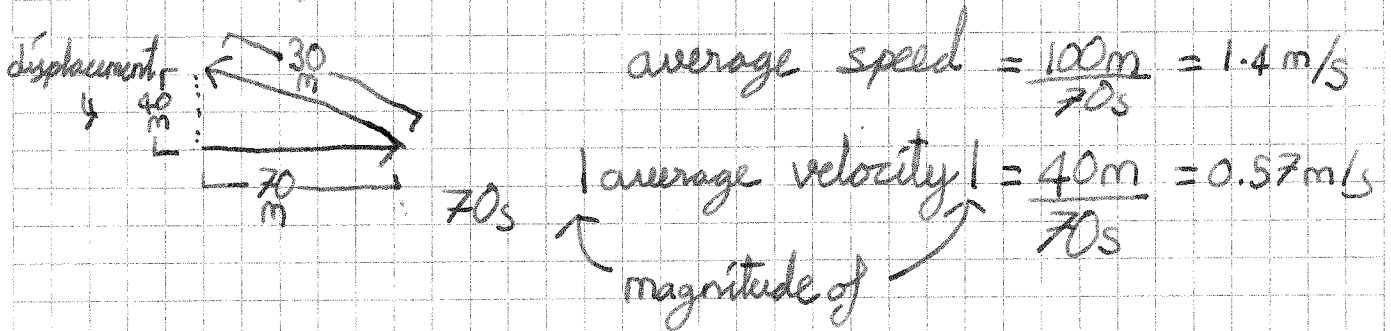 displacement
30
m
40
m
70
m
70s
average speed = 100m / 70s = 1.4 m/s
|average velocity| = 40m / 70s = 0.57m/s
magnitude of